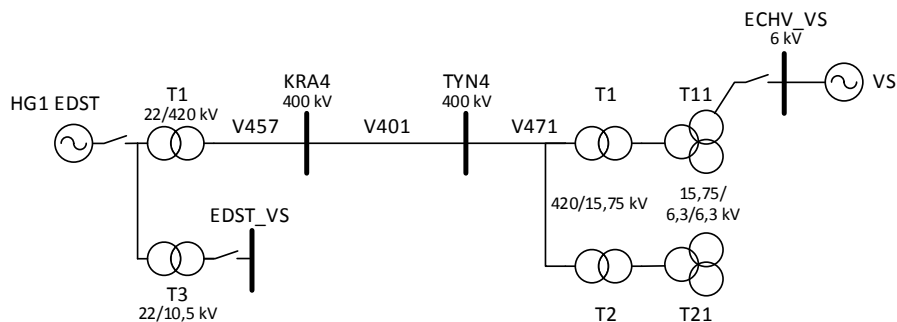 ECHV_VS
6 kV
VS
HG1 EDST
T1
22/420 kV
V457
KRA4
400 kV
V401
TYN4
400 kV
V471
T1
T11
420/15,75 kV
15,75/
6,3/6,3 kV
EDST_VS
T3
22/10,5 kV
T2
T21